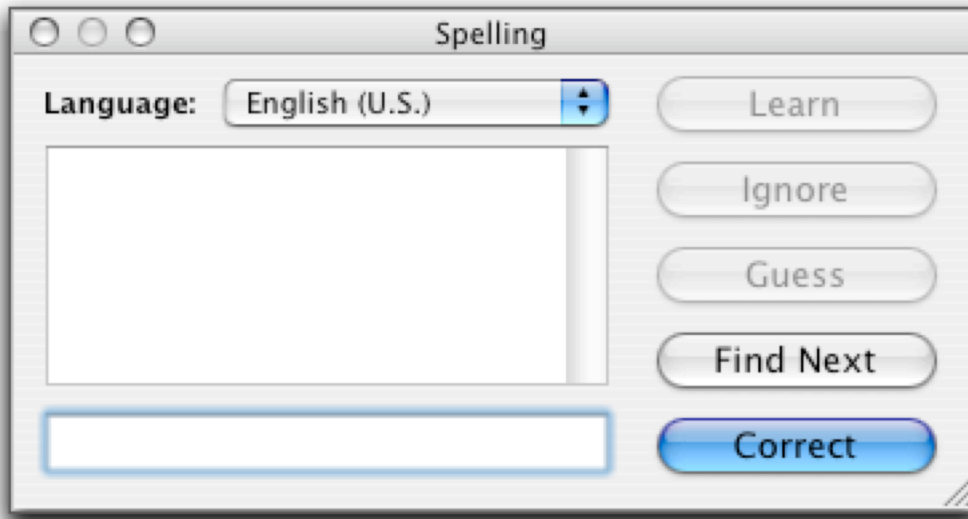 Spelling
Language: English (U.S.) Learn
Ignore
Guess
Find Next
Correct